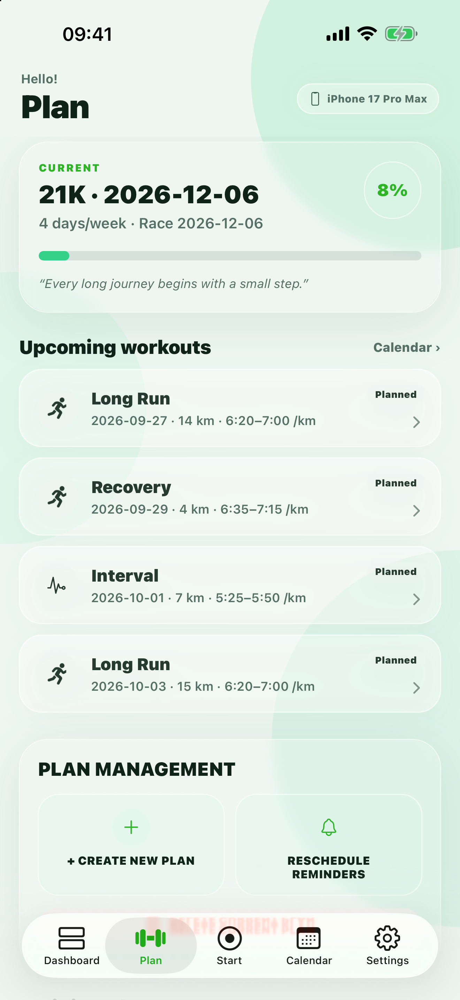 09:41
Hello!
Plan
iPhone 17 Pro Max
CURRENT
21K · 2026-12-06
8%
4 days/week · Race 2026-12-06
“Every long journey begins with a small step.”
Upcoming workouts
Calendar ›
Long Run
Planned
2026-09-27 · 14 km · 6:20–7:00 /km
Recovery
Planned
2026-09-29 · 4 km · 6:35–7:15 /km
Interval
Planned
2026-10-01 · 7 km · 5:25–5:50 /km
Long Run
Planned
2026-10-03 · 15 km · 6:20–7:00 /km
PLAN MANAGEMENT
+ CREATE NEW PLAN
RESCHEDULE
REMINDERS
Dashboard
Plan
Start
Calendar
Settings